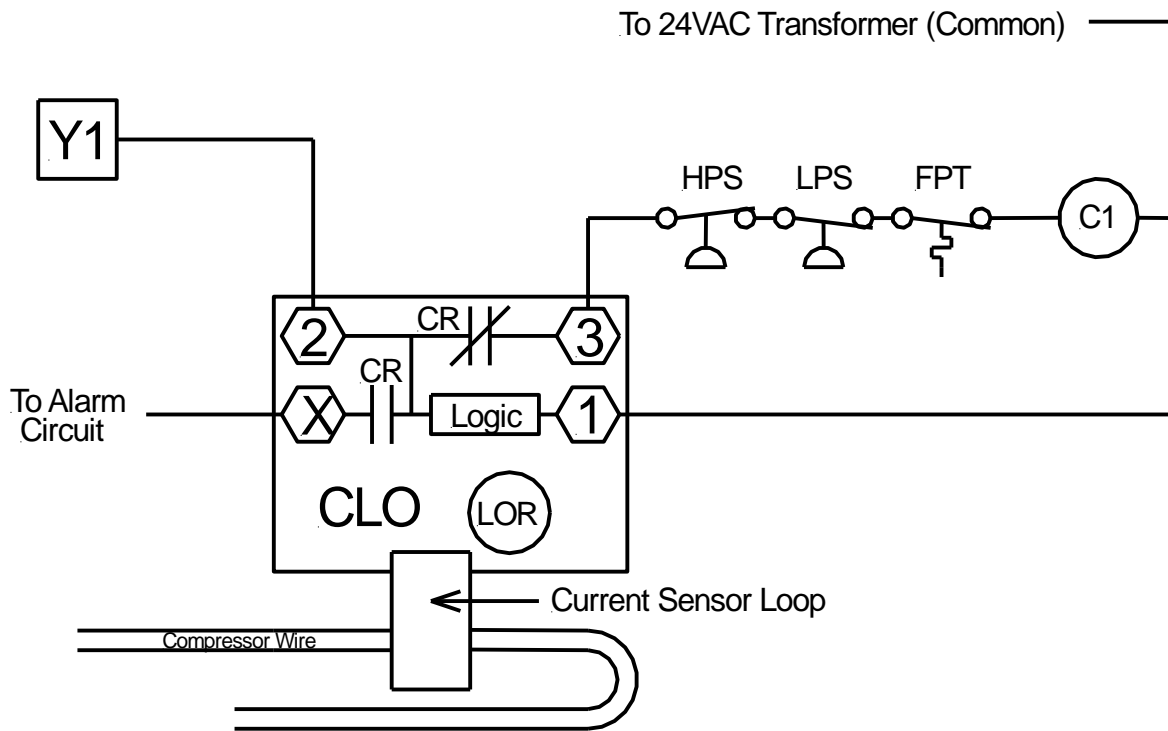 To 24VAC Transformer (Common)
Y1
HPS LPS FPT
C1
CR
2
3
CR
To Alarm
Circuit
X
Logic
1
CLO
LOR
Current Sensor Loop
Compressor Wire